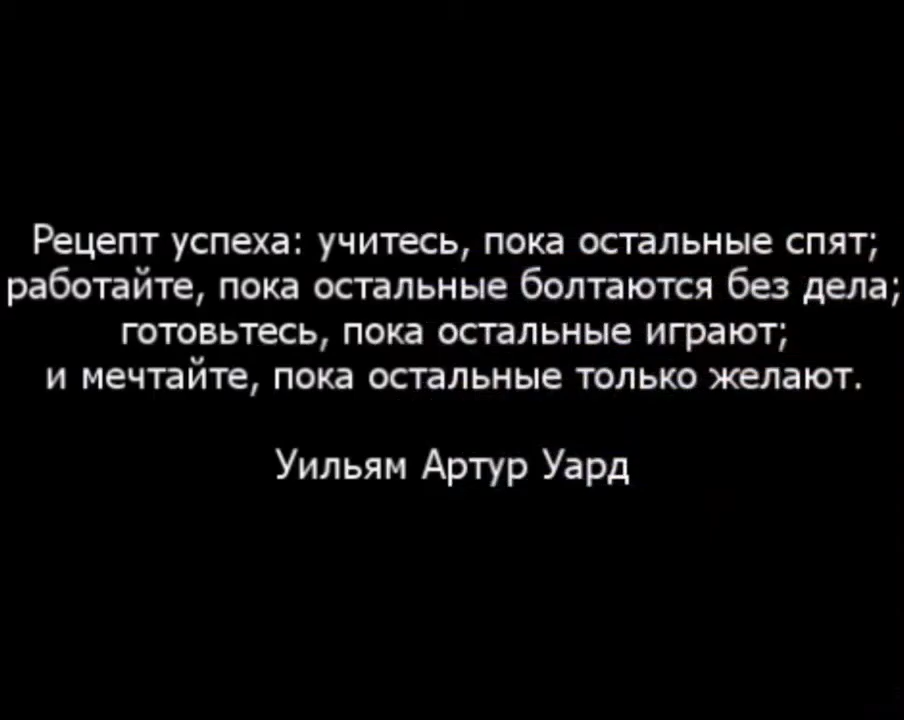 Рецепт успеха: учитесь, пока остальные спят;
работайте, пока остальные болтаются без дела;
готовьтесь, пока остальные играют;
и мечтайте, пока остальные только желают.
Уильям Артур Уард